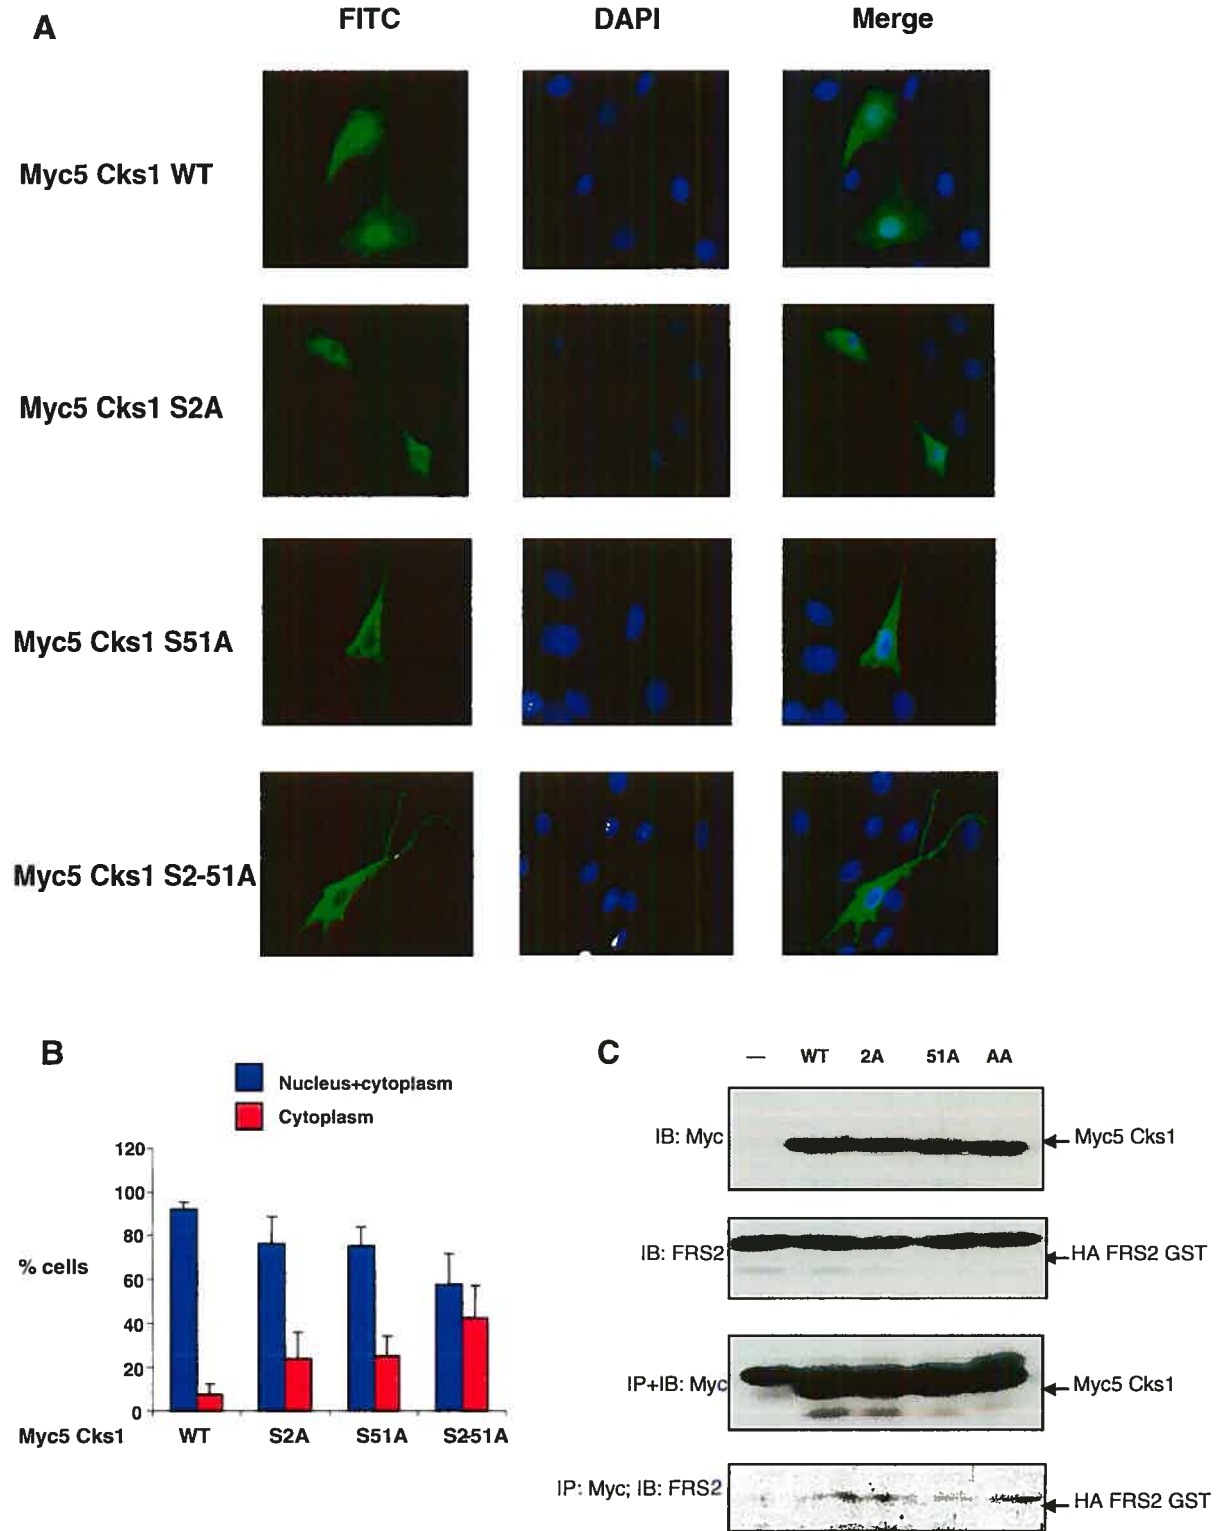 A
FITC DAPI Merge
Myc5 Cks1 WT
Myc5 Cks1 S2A
Myc5 Cks1 S51A
Myc5 Cks1 S2-51A
B
Nucleus+cytoplasm
Cytoplasm
120
100
80
60
40
20
0
% cells
Myc5 Cks1 WT S2A S51A S2-51A
C
— WT 2A 51A AA
IB: Myc Myc5 Cks1
IB: FRS2 HA FRS2 GST
IP+IB: Myc Myc5 Cks1
IP: Myc; IB: FRS2 HA FRS2 GST